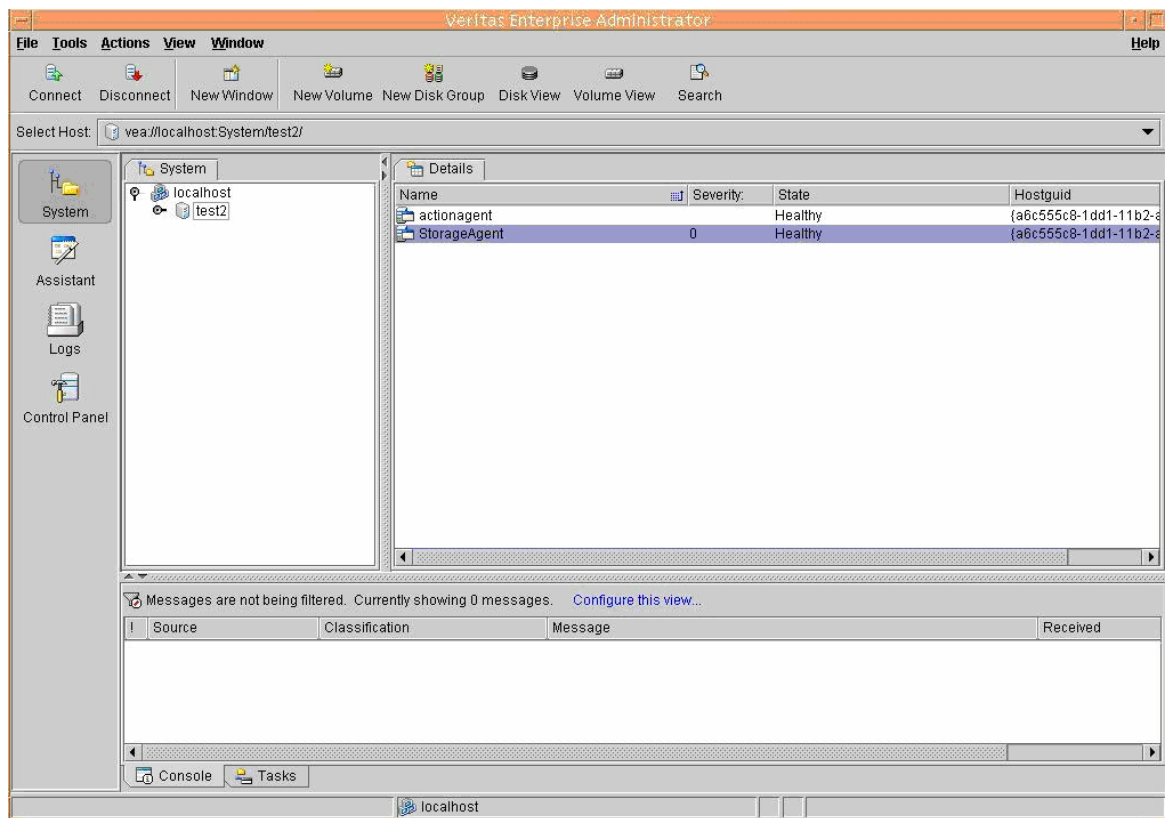 Veritas Enterprise Administrator
File Tools Actions View Window Help
Connect Disconnect New Window New Volume New Disk Group Disk View Volume View Search
Select Host: vea://localhost:System/test2/
System
Assistant
Logs
Control Panel
System
localhost
test2
Details
Name Severity: State Hostguid
actionagent Healthy {a6c555c8-1dd1-11b2-a
StorageAgent 0 Healthy {a6c555c8-1dd1-11b2-a
Messages are not being filtered. Currently showing 0 messages. Configure this view...
! Source Classification Message Received
Console Tasks
localhost